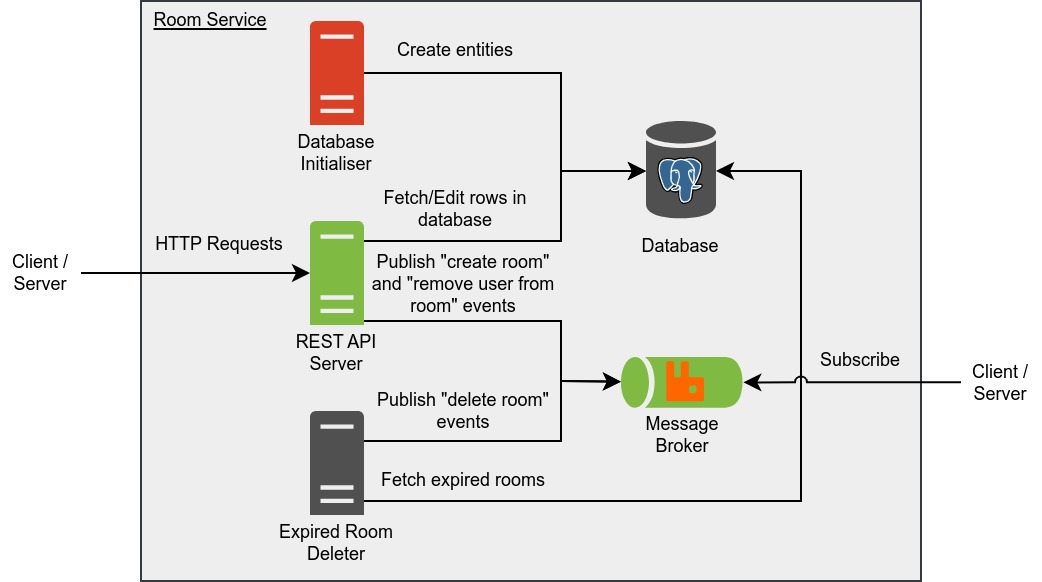 Room Service
Create entities
Database
Initialiser
Fetch/Edit rows in
database
Database
HTTP Requests
Client /
Server
Publish "create room"
and "remove user from
room" events
REST API
Server
Subscribe
Client /
Server
Publish "delete room"
events
Message
Broker
Fetch expired rooms
Expired Room
Deleter